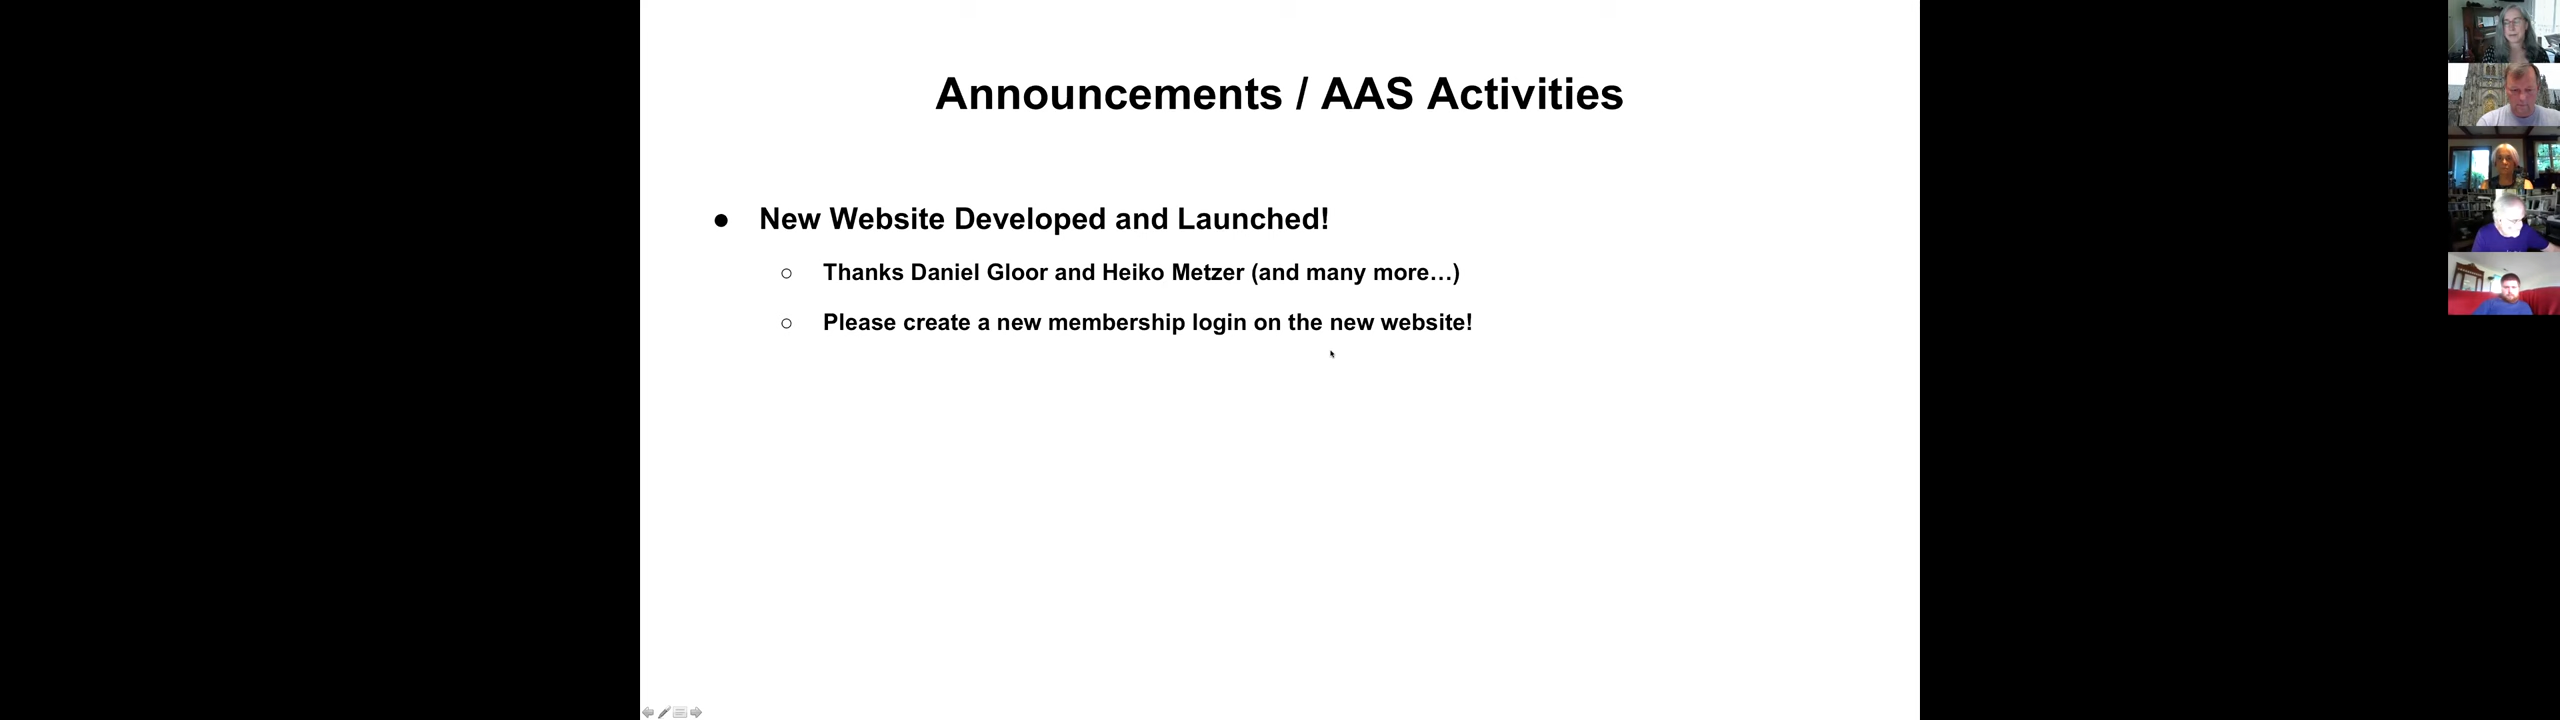 Announcements / AAS Activities
● New Website Developed and Launched!
○ Thanks Daniel Gloor and Heiko Metzer (and many more…)
○ Please create a new membership login on the new website!